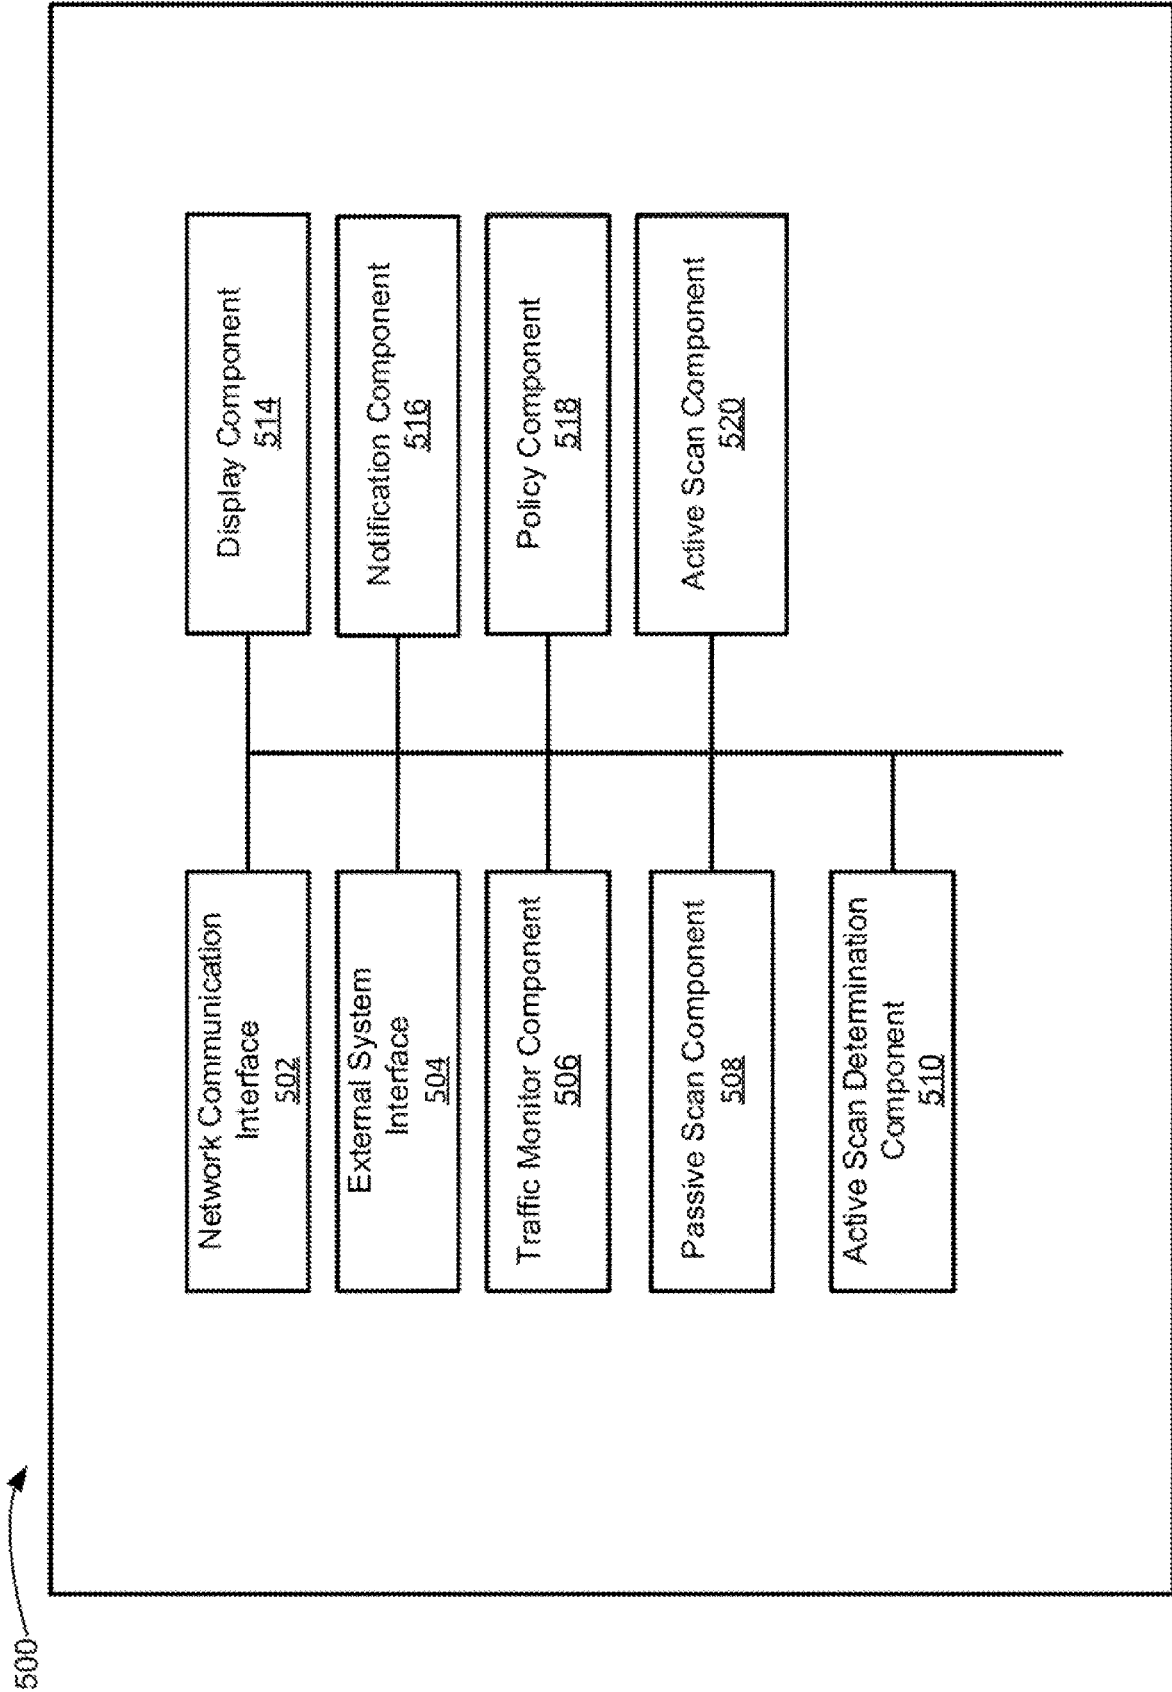 500
Network Communication
Interface
502
External System
Interface
504
Traffic Monitor Component
506
Passive Scan Component
508
Active Scan Determination
Component
510
Display Component
514
Notification Component
516
Policy Component
518
Active Scan Component
520